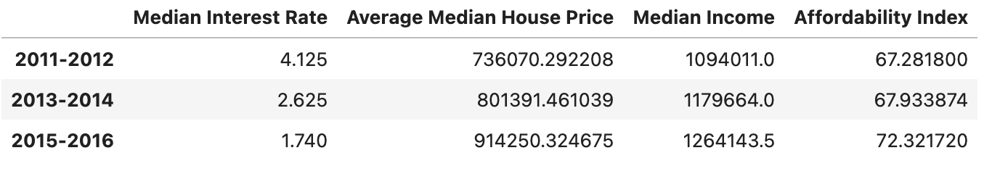 Median Interest Rate Average Median House Price Median Income Affordability Index
2011-2012 4.125 736070.292208 1094011.0 67.281800
2013-2014 2.625 801391.461039 1179664.0 67.933874
2015-2016 1.740 914250.324675 1264143.5 72.321720